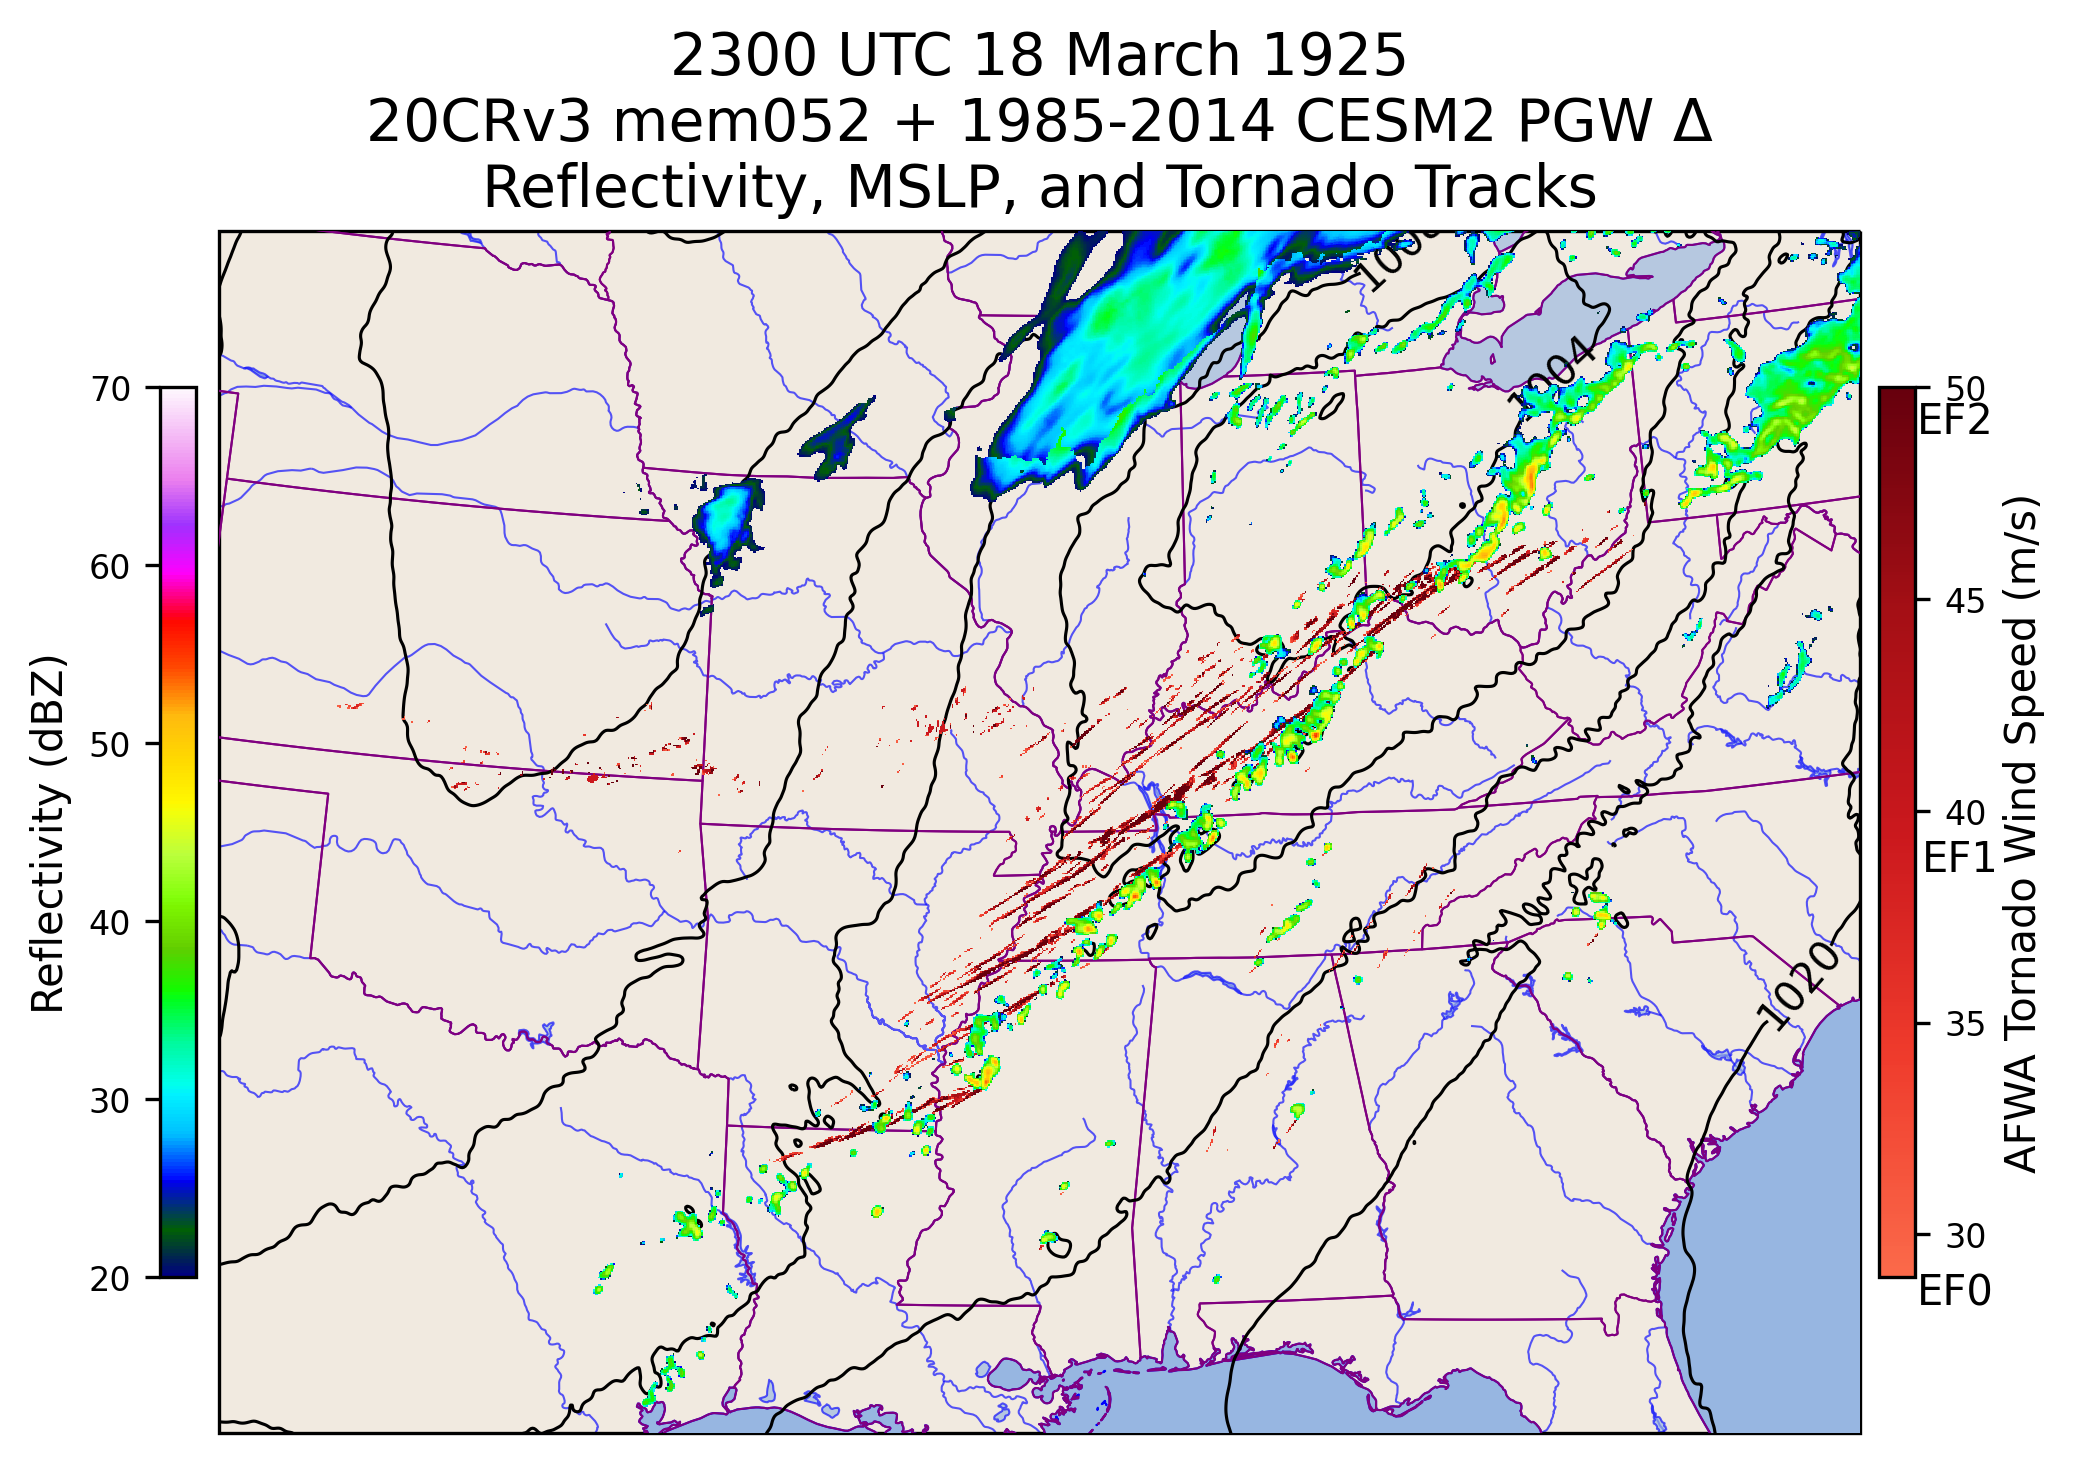 2300 UTC 18 March 1925
20CRv3 mem052 + 1985-2014 CESM2 PGW Δ
Reflectivity, MSLP, and Tornado Tracks
1004
1020
70
60
50
40
30
20
Reflectivity (dBZ)
50
EF2
45
40
EF1
35
30
EF0
AFWA Tornado Wind Speed (m/s)